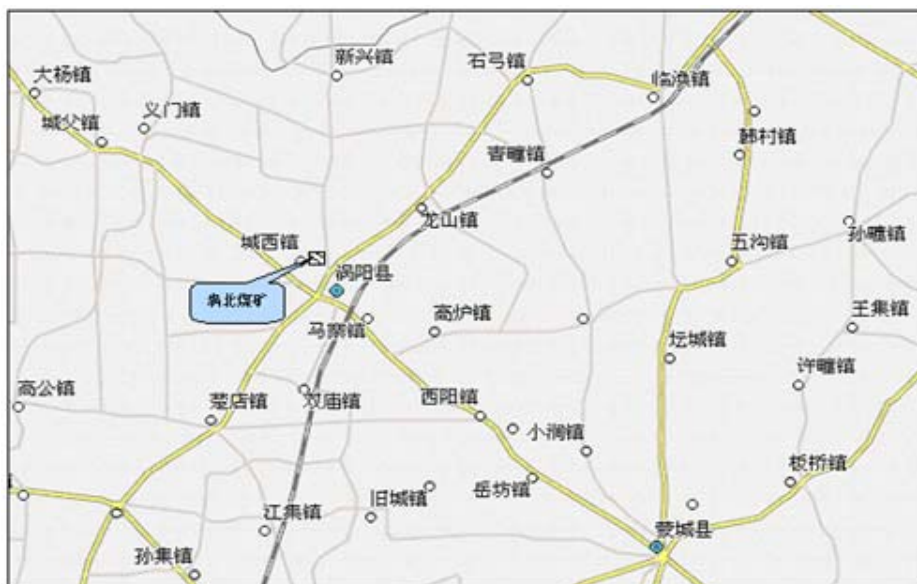 新兴镇
石弓镇
大杨镇
临涣镇
义门镇
城父镇
韩村镇
青疃镇
龙山镇
城西镇
五沟镇
孙疃镇
涡阳县
涡北煤矿
马寨镇
高炉镇
王集镇
坛城镇
许疃镇
高公镇
楚店镇
双庙镇
西阳镇
小涧镇
板桥镇
岳坊镇
旧城镇
江集镇
蒙城县
孙集镇